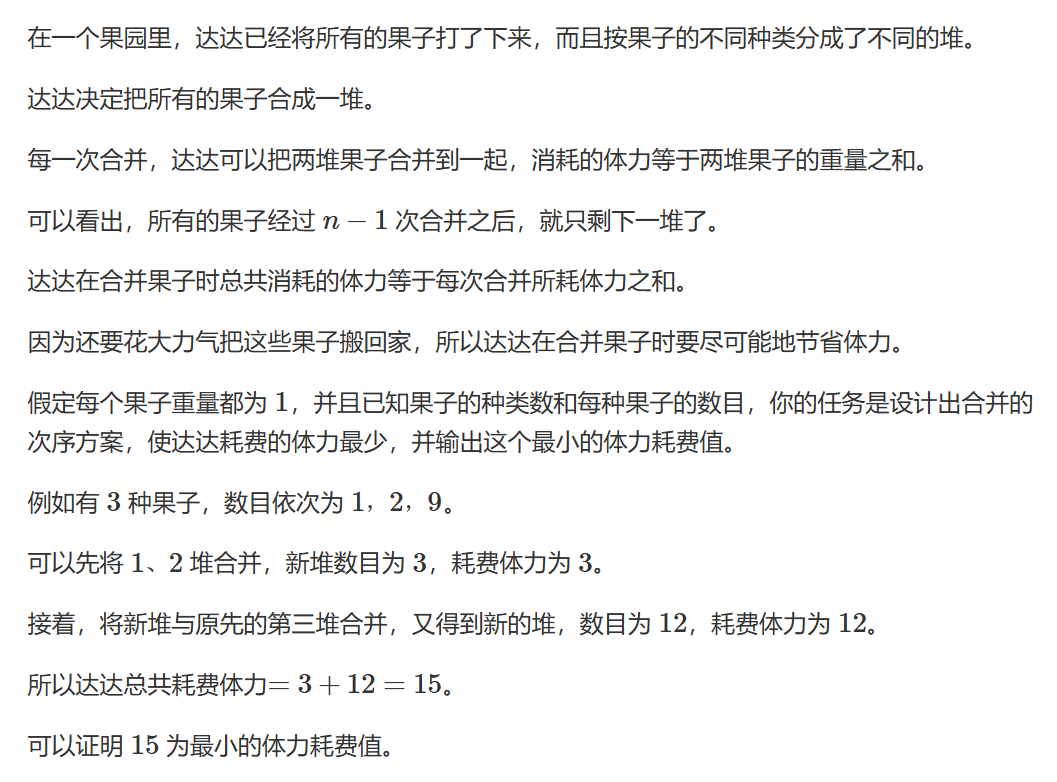 在一个果园里，达达已经将所有的果子打了下来，而且按果子的不同种类分成了不同的堆。
达达决定把所有的果子合成一堆。
每一次合并，达达可以把两堆果子合并到一起，消耗的体力等于两堆果子的重量之和。
可以看出，所有的果子经过 n − 1 次合并之后，就只剩下一堆了。
达达在合并果子时总共消耗的体力等于每次合并所耗体力之和。
因为还要花大力气把这些果子搬回家，所以达达在合并果子时要尽可能地节省体力。
假定每个果子重量都为 1，并且已知果子的种类数和每种果子的数目，你的任务是设计出合并的
次序方案，使达达耗费的体力最少，并输出这个最小的体力耗费值。
例如有 3 种果子，数目依次为 1，2，9。
可以先将 1、2 堆合并，新堆数目为 3，耗费体力为 3。
接着，将新堆与原先的第三堆合并，又得到新的堆，数目为 12，耗费体力为 12。
所以达达总共耗费体力= 3 + 12 = 15。
可以证明 15 为最小的体力耗费值。